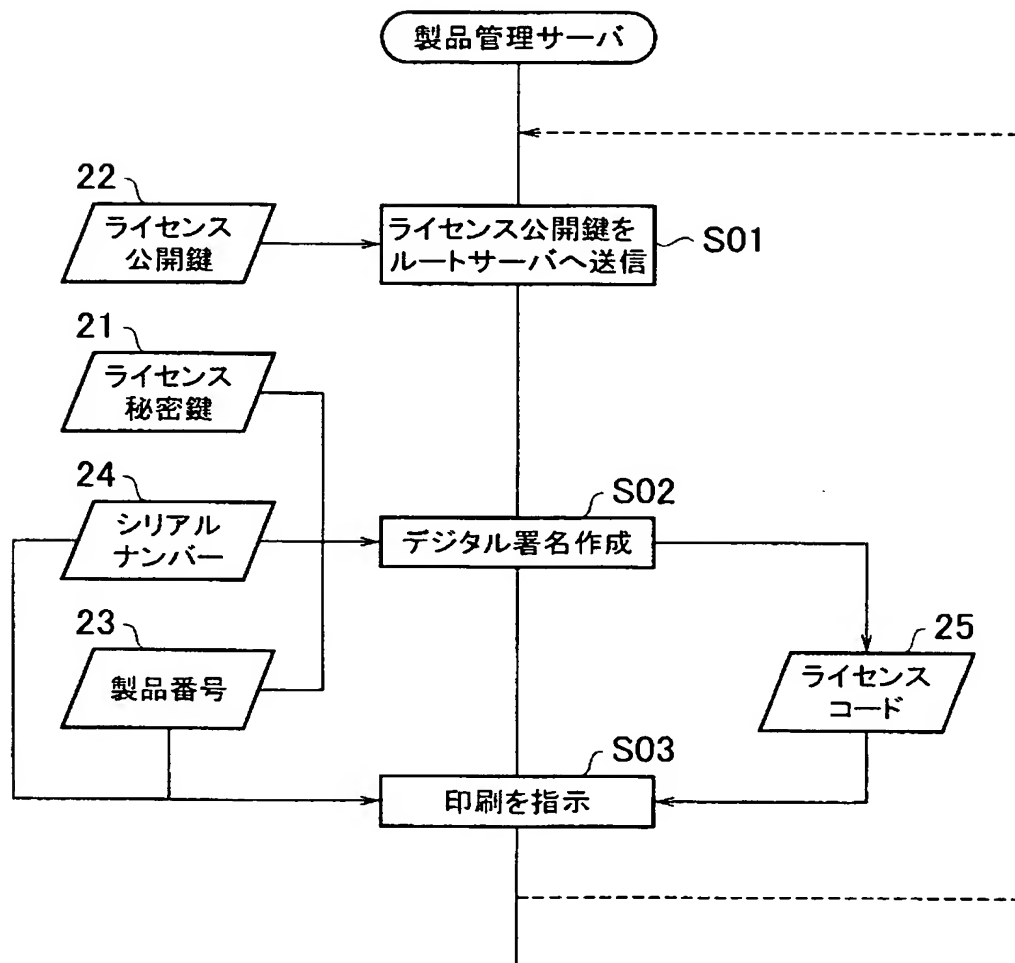 製品管理サーバ
22
ライセンス
公開鍵
ライセンス公開鍵を
ルートサーバへ送信
S01
21
ライセンス
秘密鍵
24
シリアル
ナンバー
S02
デジタル署名作成
23
製品番号
25
ライセンス
コード
S03
印刷を指示